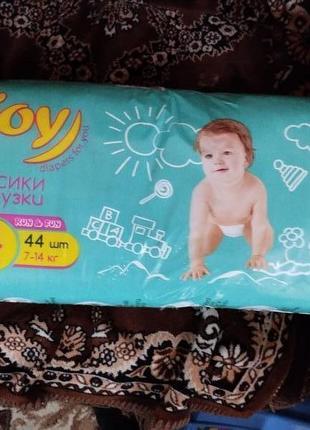 Joy
diapers for you
сики
узки
RUN & FUN
44 шт
7-14 кг
B
C A